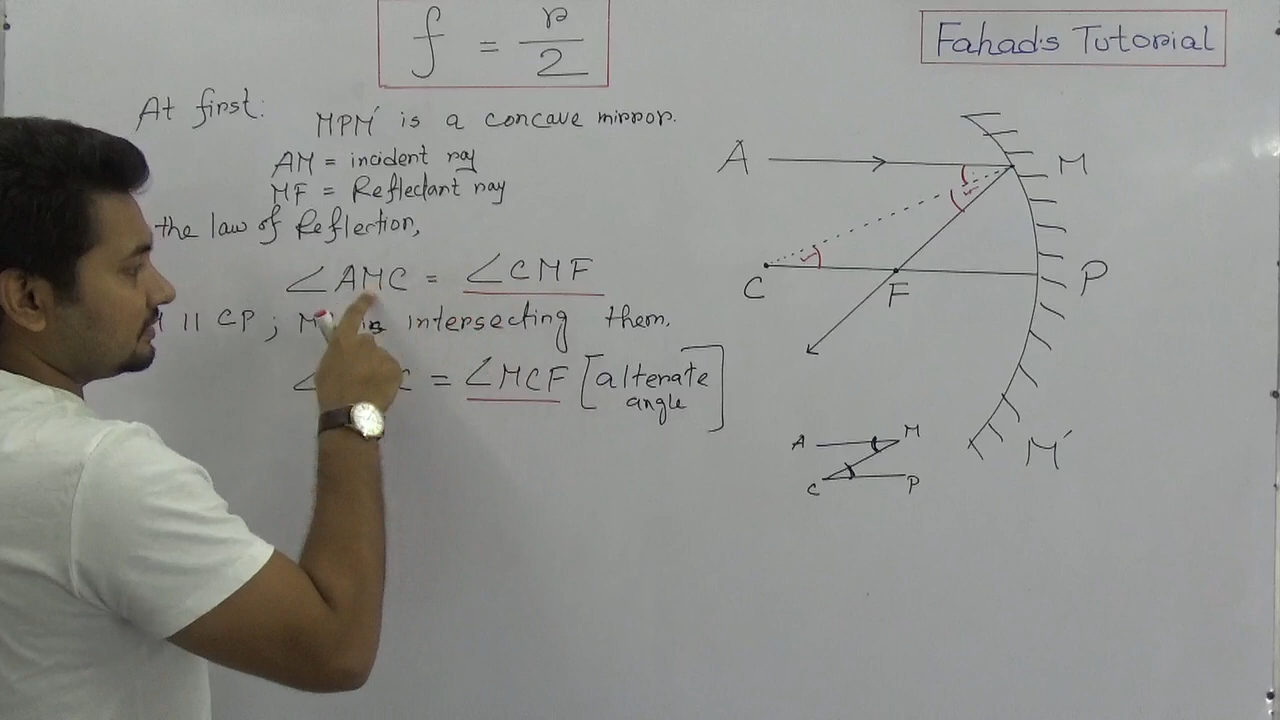 f = r/2
Fahad's Tutorial
At first:
MPM′ is a concave mirror.
AM = incident ray
MF = Reflectant ray
the law of Reflection,
∠AMC = ∠CMF
|| CP ; is intersecting them.
= ∠MCF [alternate angle]
A
M
C
F
P
M′
A
M
C
P